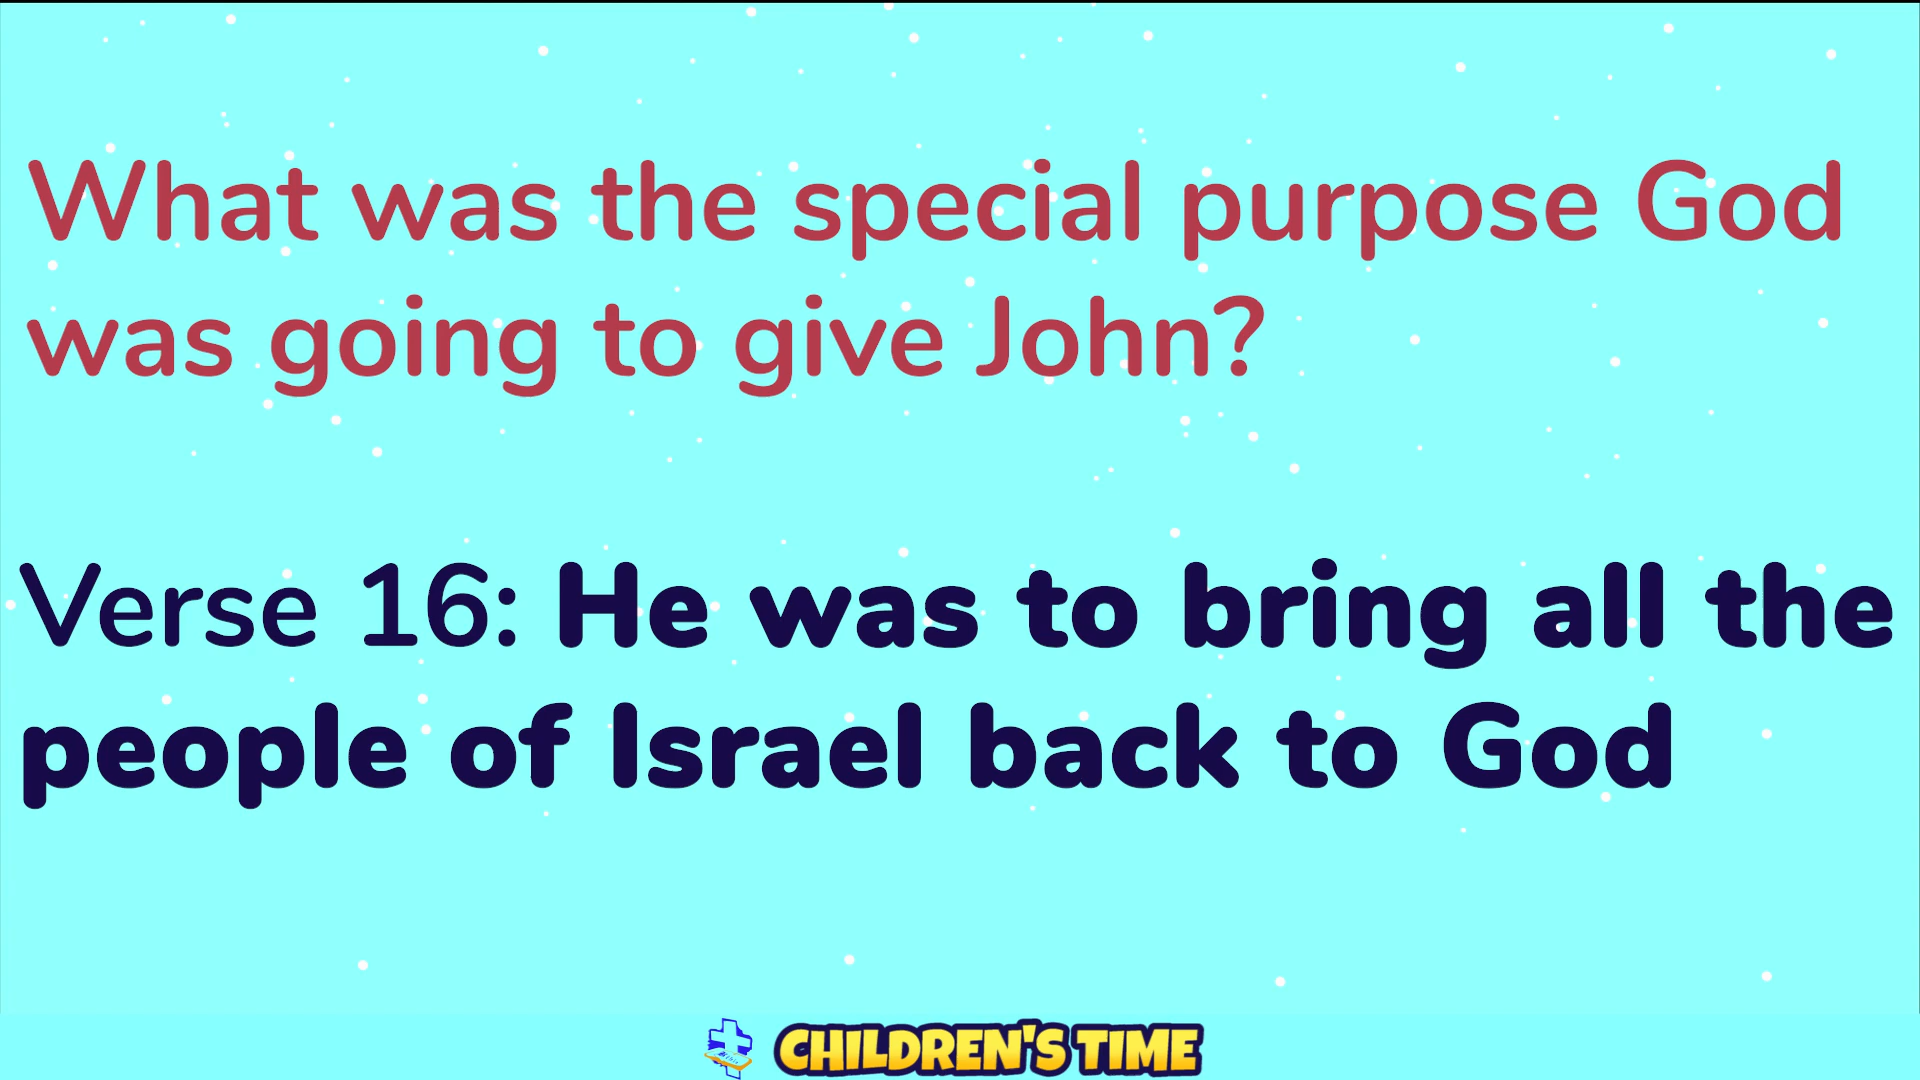 What was the special purpose God
was going to give John?
Verse 16: He was to bring all the
people of Israel back to God
CHILDREN'S TIME